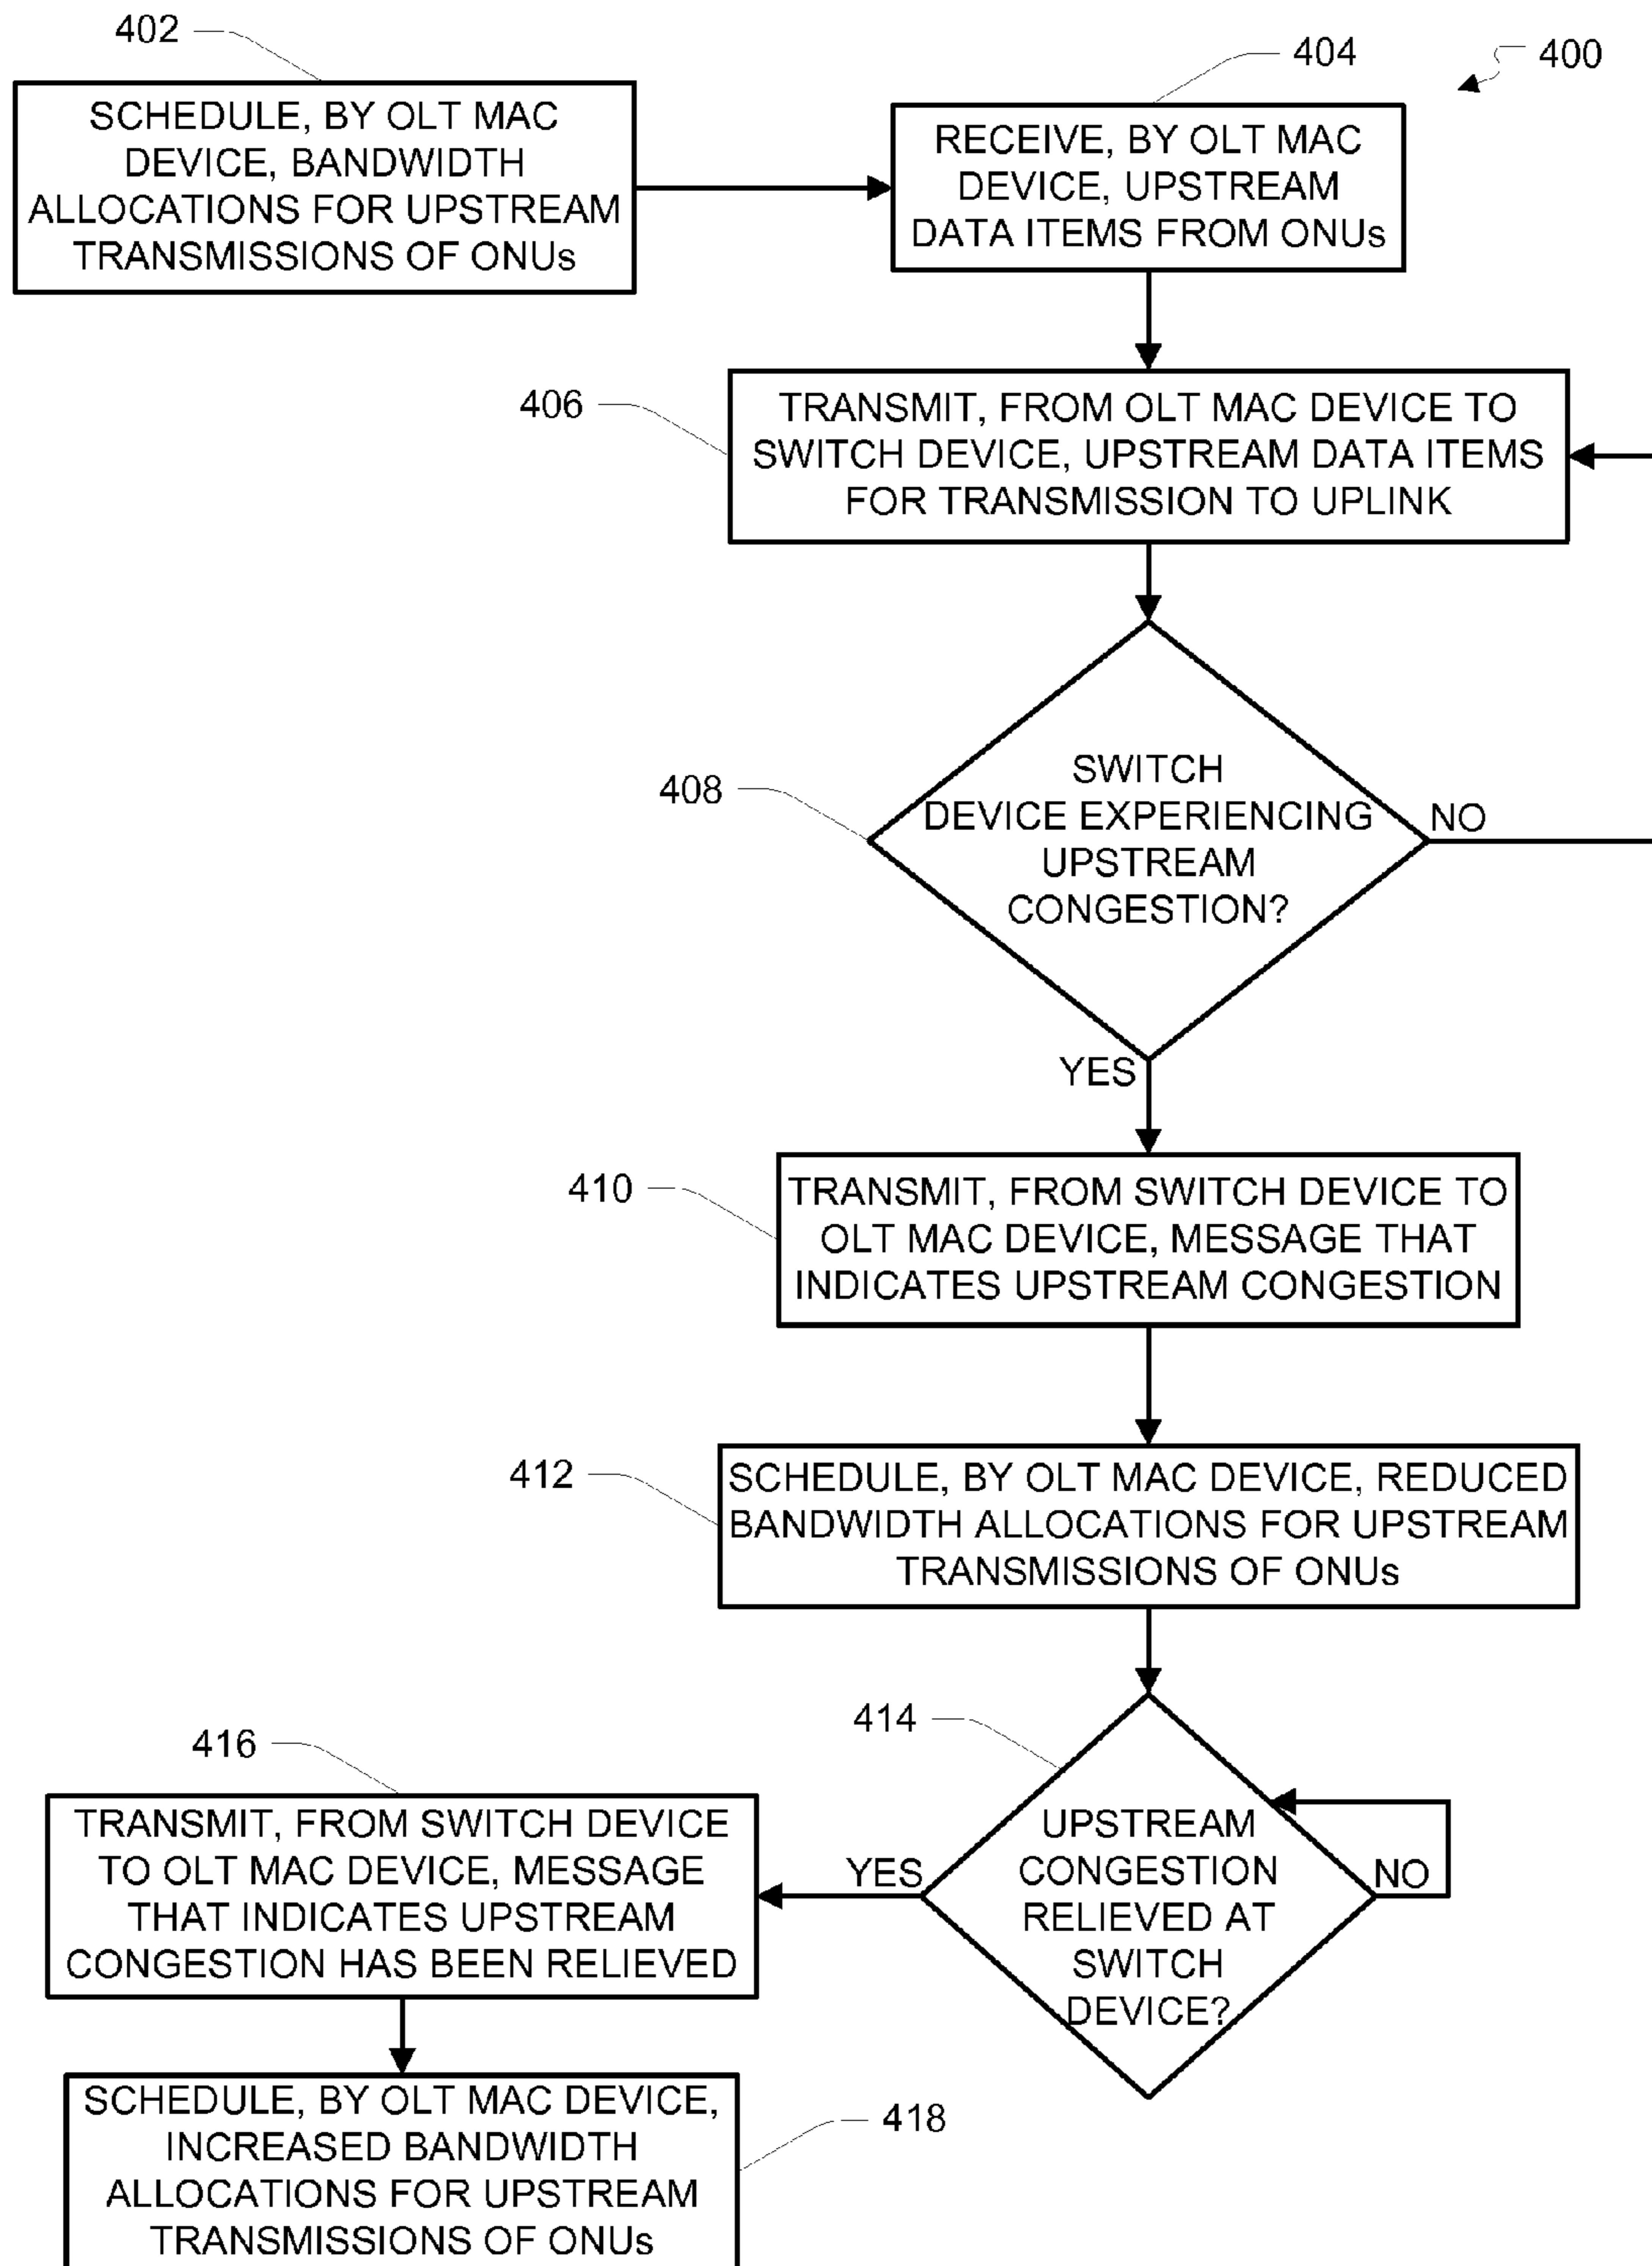 402
404
400
SCHEDULE, BY OLT MAC
DEVICE, BANDWIDTH
ALLOCATIONS FOR UPSTREAM
TRANSMISSIONS OF ONUs
RECEIVE, BY OLT MAC
DEVICE, UPSTREAM
DATA ITEMS FROM ONUs
406
TRANSMIT, FROM OLT MAC DEVICE TO
SWITCH DEVICE, UPSTREAM DATA ITEMS
FOR TRANSMISSION TO UPLINK
408
SWITCH
DEVICE EXPERIENCING
UPSTREAM
CONGESTION?
NO
YES
410
TRANSMIT, FROM SWITCH DEVICE TO
OLT MAC DEVICE, MESSAGE THAT
INDICATES UPSTREAM CONGESTION
412
SCHEDULE, BY OLT MAC DEVICE, REDUCED
BANDWIDTH ALLOCATIONS FOR UPSTREAM
TRANSMISSIONS OF ONUs
414
UPSTREAM
CONGESTION
RELIEVED AT
SWITCH
DEVICE?
NO
YES
416
TRANSMIT, FROM SWITCH DEVICE
TO OLT MAC DEVICE, MESSAGE
THAT INDICATES UPSTREAM
CONGESTION HAS BEEN RELIEVED
418
SCHEDULE, BY OLT MAC DEVICE,
INCREASED BANDWIDTH
ALLOCATIONS FOR UPSTREAM
TRANSMISSIONS OF ONUs